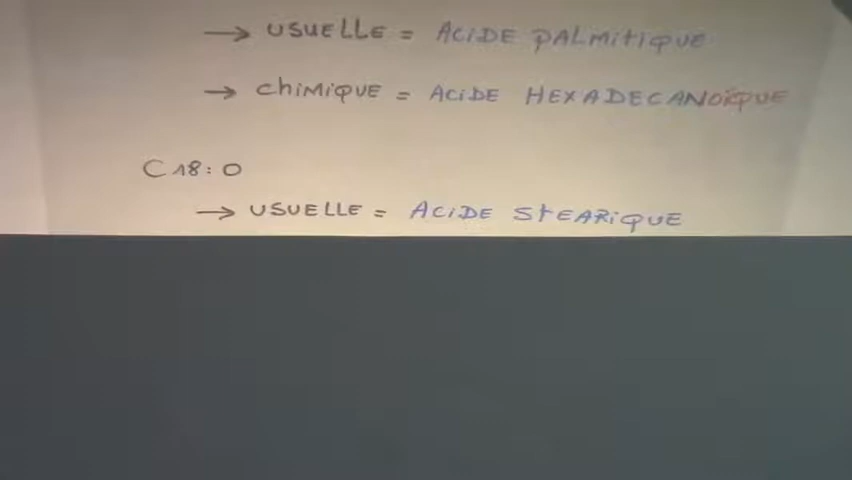 → USUELLE = ACIDE PALMITIQUE
→ CHIMIQUE = ACIDE HEXADECANOÏQUE
C18:0
→ USUELLE = ACIDE STEARIQUE